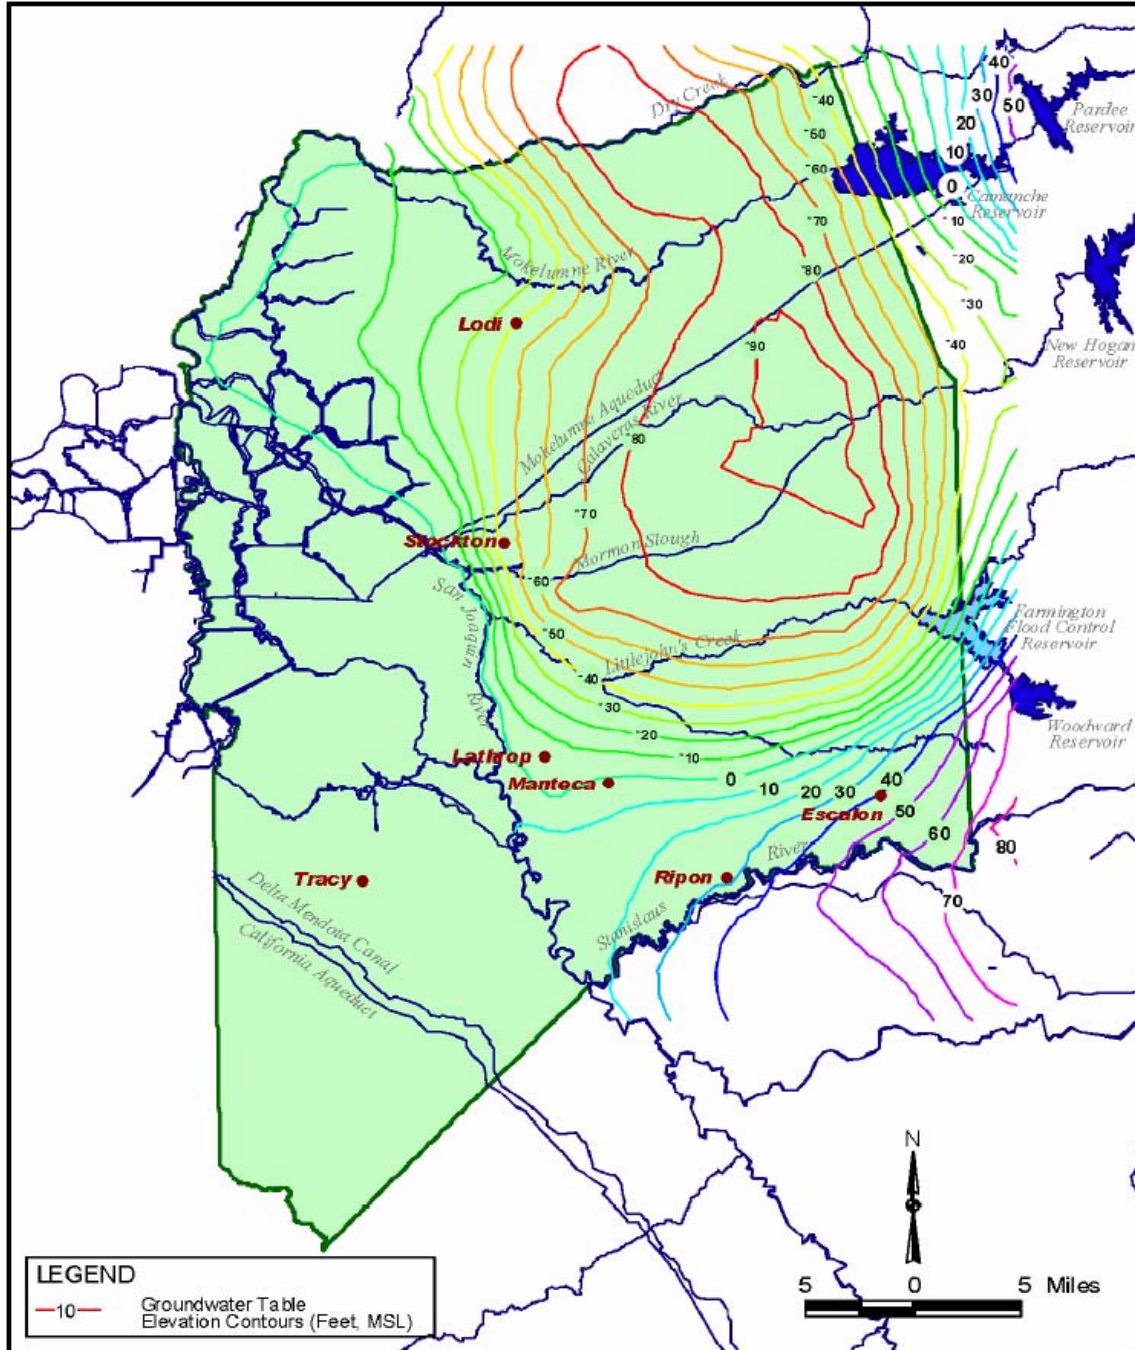 Dry Creek
40
30
50
20
10
0
Pardee
Reservoir
Camanche
Reservoir
-40
-50
-60
-70
-80
-90
-10
-20
-30
-40
New Hogan
Reservoir
Mokelumne River
Lodi
Mokelumne Aqueduct
Calaveras River
-80
-70
Stockton
Mormon Slough
-60
-50
San Joaquin
River
Littlejohn's Creek
-40
-30
-20
-10
Farmington
Flood Control
Reservoir
Woodward
Reservoir
Lathrop
Manteca
0
10
20
30
40
50
60
70
80
Escalon
River
Stanislaus
Ripon
Tracy
Delta Mendota Canal
California Aqueduct
N
5 0 5 Miles
LEGEND
10 Groundwater Table
Elevation Contours (Feet, MSL)